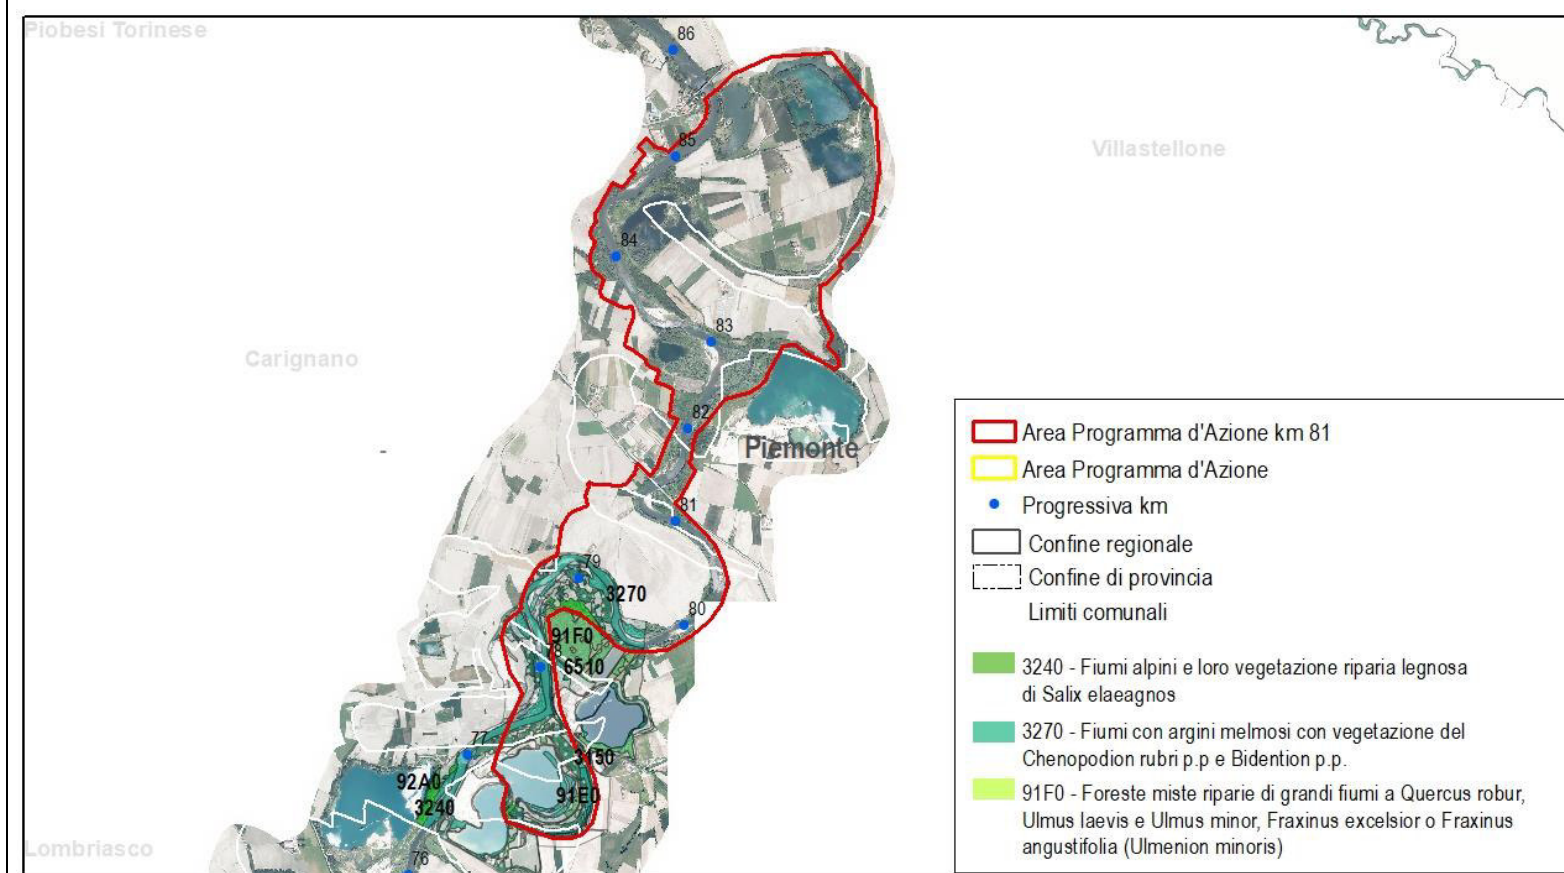 Piobesi Torinese
86
85
Villastellone
84
83
Carignano
82
Piemonte
81
79
3270
80
91F0
78
6510
77
3150
92A0
91E0
3240
Lombriasco
76
Area Programma d'Azione km 81
Area Programma d'Azione
Progressiva km
Confine regionale
Confine di provincia
Limiti comunali
3240 - Fiumi alpini e loro vegetazione riparia legnosa
di Salix elaeagnos
3270 - Fiumi con argini melmosi con vegetazione del
Chenopodion rubri p.p e Bidention p.p.
91F0 - Foreste miste riparie di grandi fiumi a Quercus robur,
Ulmus laevis e Ulmus minor, Fraxinus excelsior o Fraxinus
angustifolia (Ulmenion minoris)